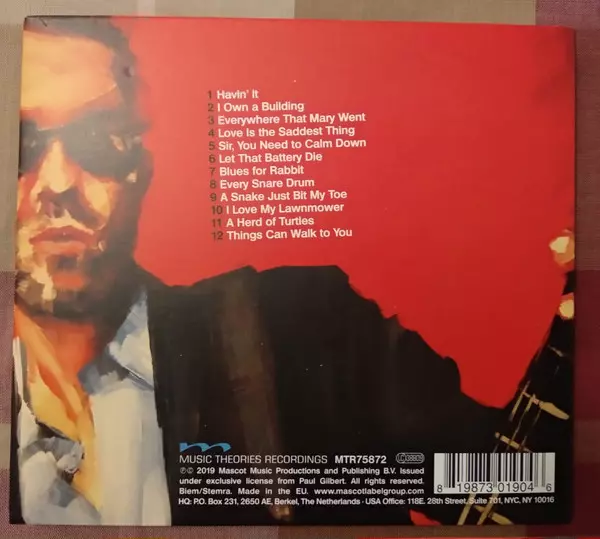 1 Havin' it
2 I Own a Building
3 Everywhere That Mary Went
4 Love Is the Saddest Thing
5 Sir, You Need to Calm Down
6 Let That Battery Die
7 Blues for Rabbit
8 Every Snare Drum
9 A Snake Just Bit My Toe
10 I Love My Lawnmower
11 A Herd of Turtles
12 Things Can Walk to You
MUSIC THEORIES RECORDINGS MTR75872
℗© 2019 Mascot Music Productions and Publishing B.V. Issued
under exclusive license from Paul Gilbert. All rights reserved.
Biem/Stemra. Made in the EU. www.mascotlabelgroup.com
HQ: P.O. Box 231, 2650 AE, Berkel, The Netherlands - USA Office: 118E. 28th Street, Suite 701, NYC, NY 10016
8 19873 01904 6